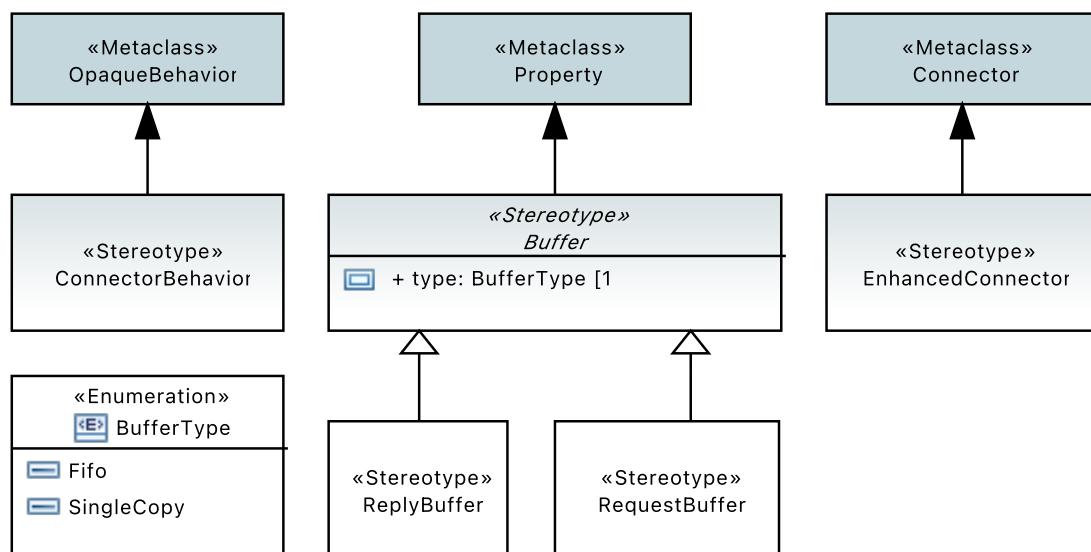 «Metaclass»
OpaqueBehavior
«Metaclass»
Property
«Metaclass»
Connector
«Stereotype»
ConnectorBehavior
«Stereotype»
Buffer
+ type: BufferType [1
«Stereotype»
EnhancedConnector
«Enumeration»
«E» BufferType
Fifo
SingleCopy
«Stereotype»
ReplyBuffer
«Stereotype»
RequestBuffer